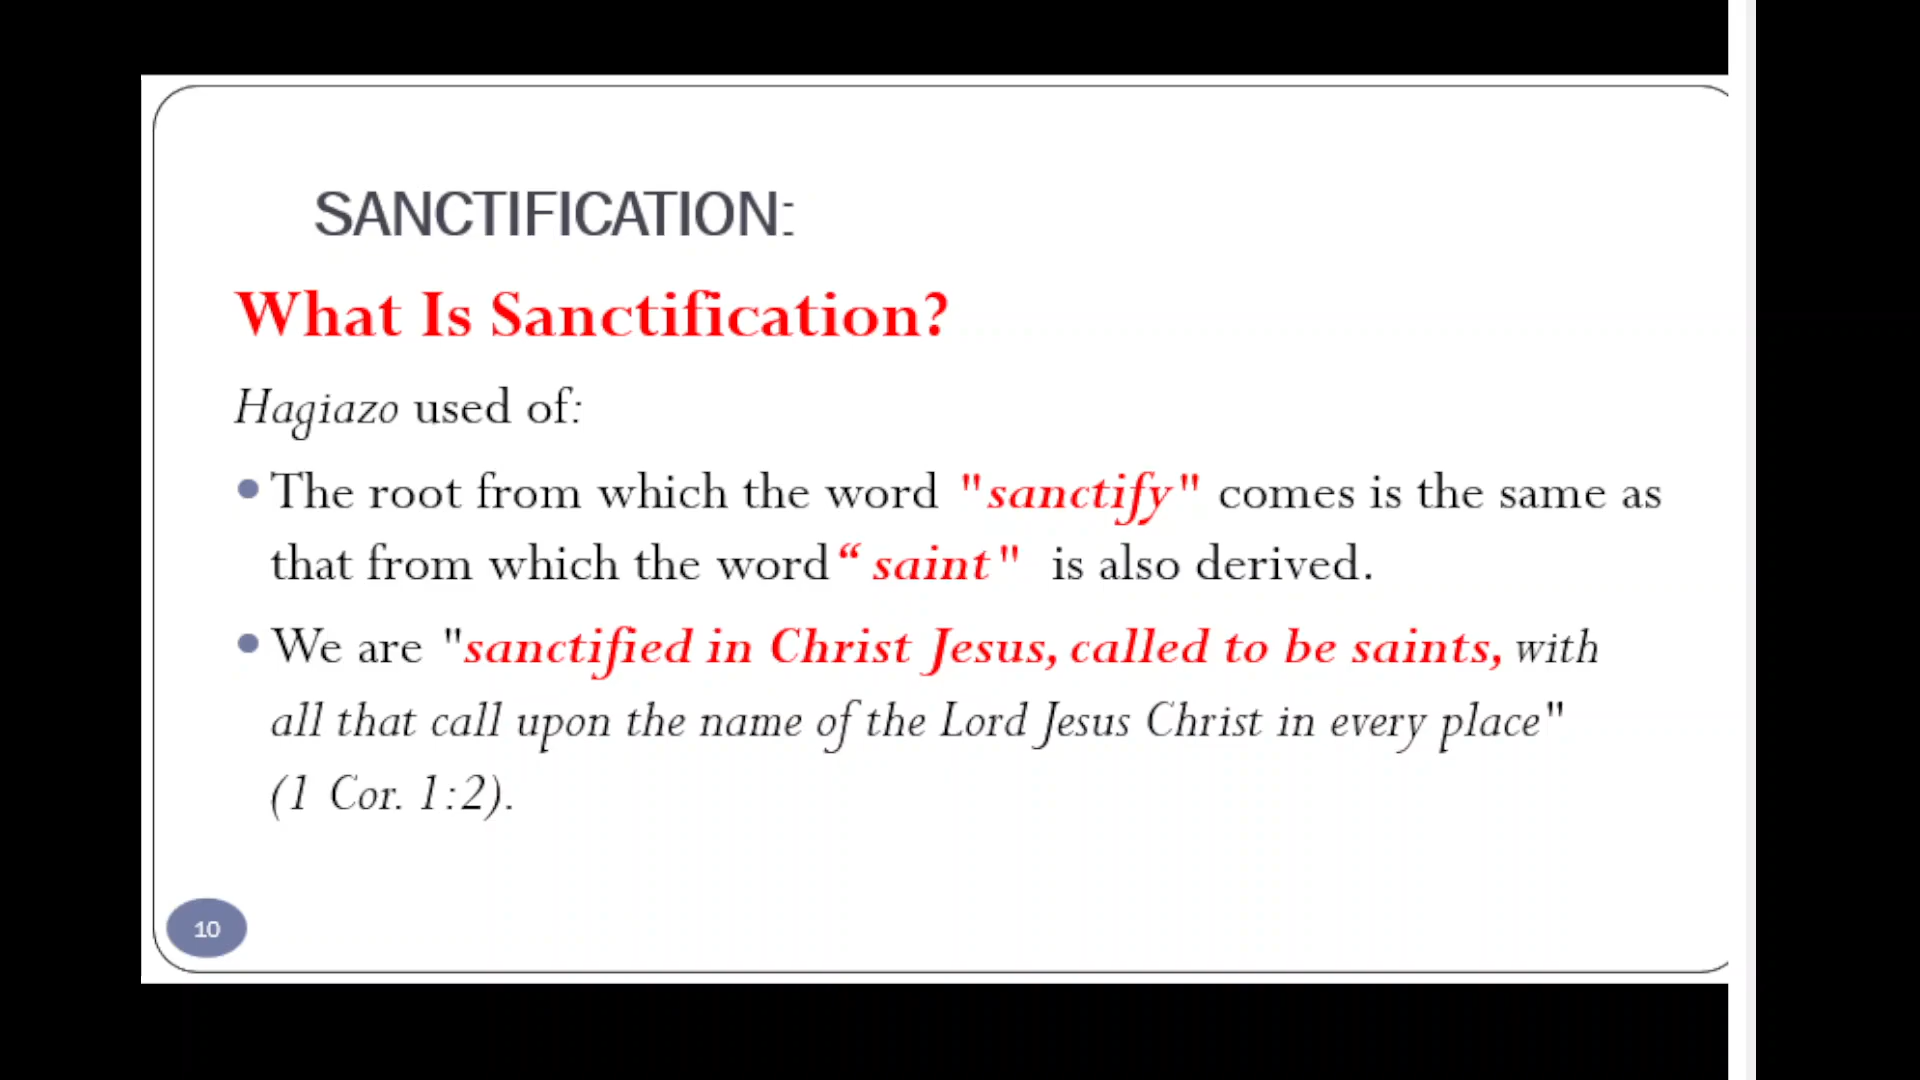 SANCTIFICATION:
What Is Sanctification?
Hagiazo used of:
• The root from which the word "sanctify" comes is the same as
that from which the word “ saint" is also derived.
• We are "sanctified in Christ Jesus, called to be saints, with
all that call upon the name of the Lord Jesus Christ in every place"
(1 Cor. 1:2).
10